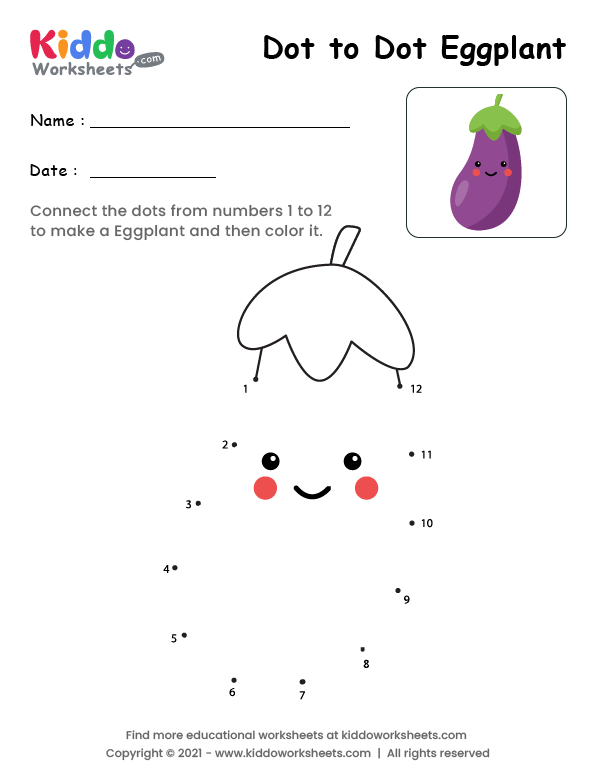 Kiddo
Worksheets.com
Dot to Dot Eggplant
Name :
Date :
Connect the dots from numbers 1 to 12
to make a Eggplant and then color it.
1
12
2
11
3
10
4
9
5
8
6
7
Find more educational worksheets at kiddoworksheets.com
Copyright © 2021 - www.kiddoworksheets.com | All rights reserved